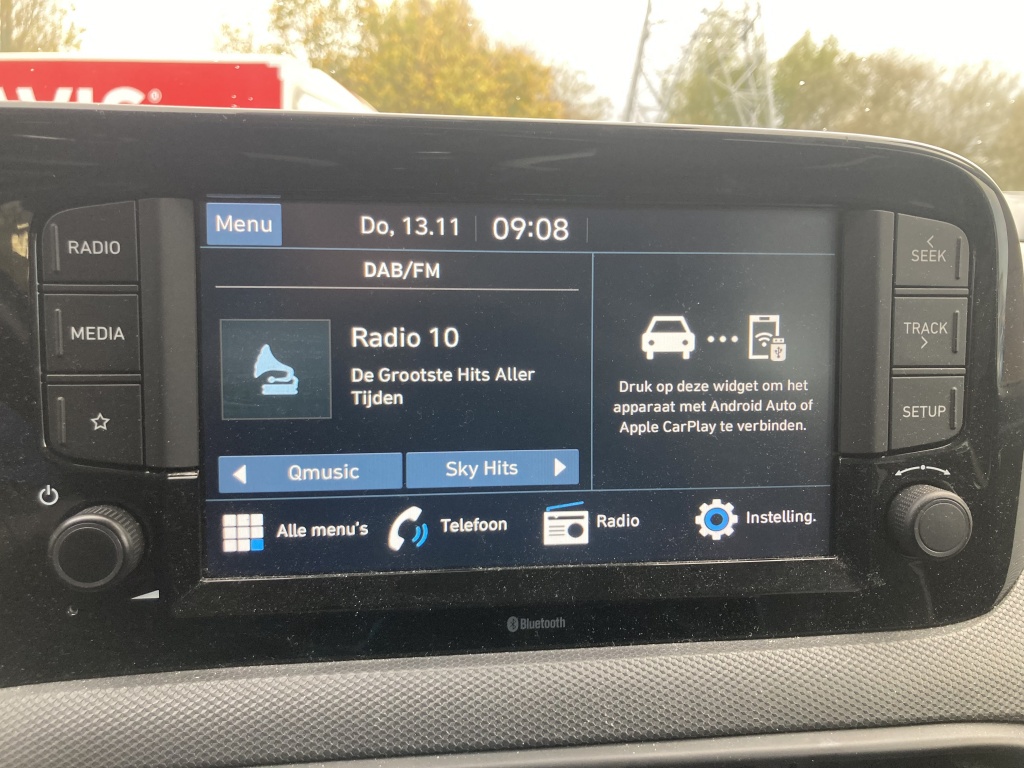 AVIS®
RADIO
MEDIA
Menu
Do, 13.11
09:08
DAB/FM
Radio 10
De Grootste Hits Aller
Tijden
Qmusic
Sky Hits
Druk op deze widget om het
apparaat met Android Auto of
Apple CarPlay te verbinden.
Alle menu's
Telefoon
Radio
Instelling.
SEEK
TRACK
SETUP
Bluetooth